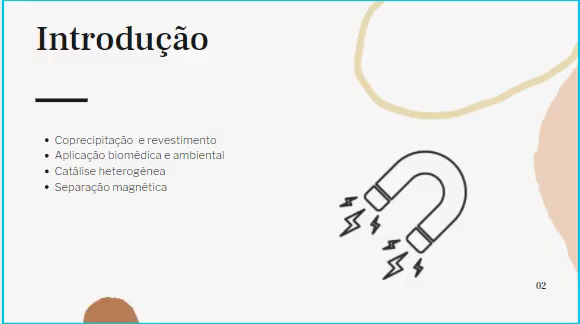 Introdução
• Coprecipitação e revestimento
• Aplicação biomédica e ambiental
• Catálise heterogênea
• Separação magnética
02